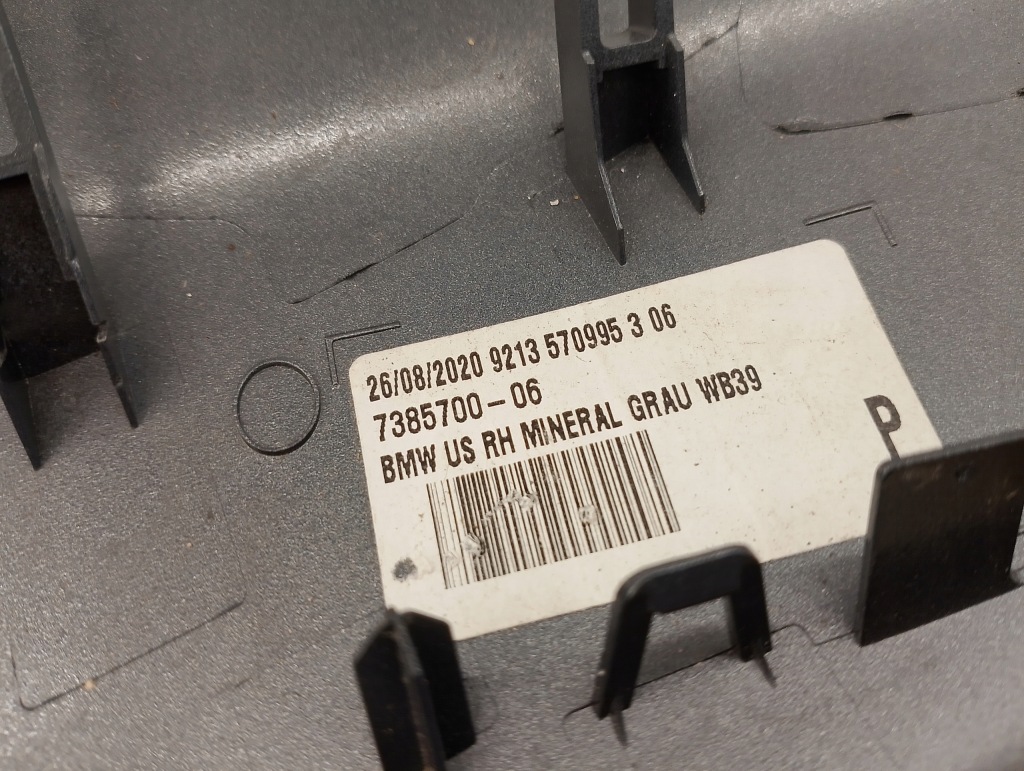 26/08/2020 9213 570995 3 06
7385700-06
BMW US RH MINERAL GRAU WB39
P